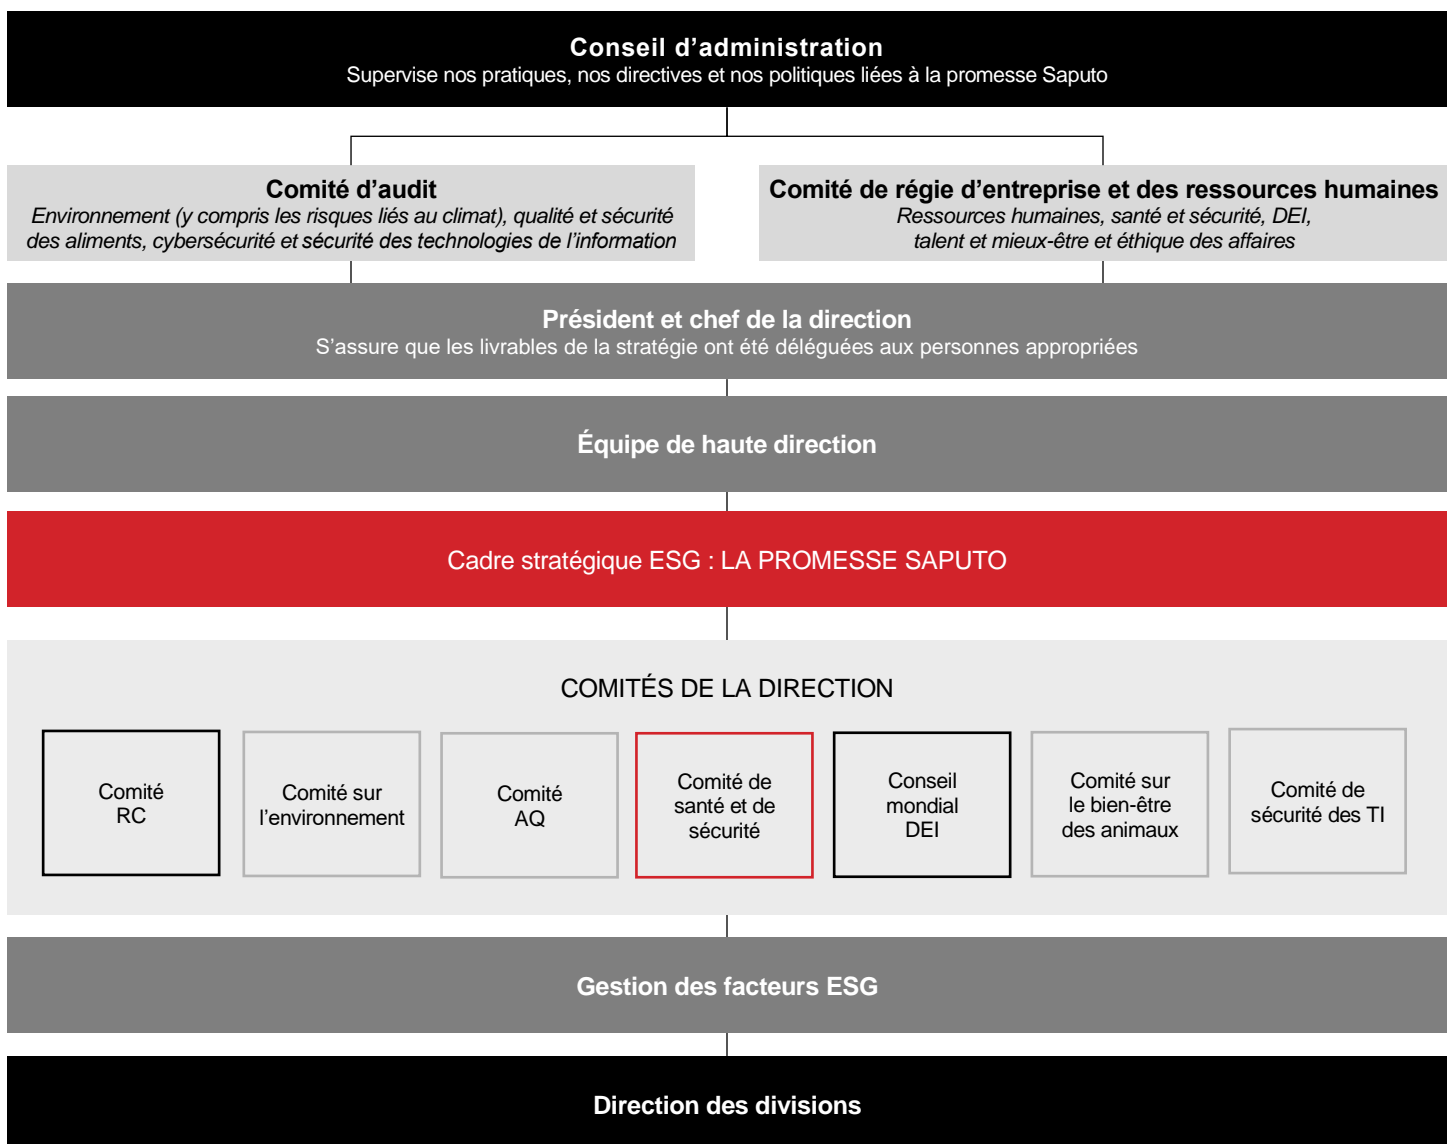 Conseil d’administration
Supervise nos pratiques, nos directives et nos politiques liées à la promesse Saputo
Comité d’audit
Environnement (y compris les risques liés au climat), qualité et sécurité
des aliments, cybersécurité et sécurité des technologies de l’information
Comité de régie d’entreprise et des ressources humaines
Ressources humaines, santé et sécurité, DEI,
talent et mieux-être et éthique des affaires
Président et chef de la direction
S’assure que les livrables de la stratégie ont été déléguées aux personnes appropriées
Équipe de haute direction
Cadre stratégique ESG : LA PROMESSE SAPUTO
COMITÉS DE LA DIRECTION
Comité
RC
Comité sur
l’environnement
Comité
AQ
Comité de
santé et de
sécurité
Conseil
mondial
DEI
Comité sur
le bien-être
des animaux
Comité de
sécurité des TI
Gestion des facteurs ESG
Direction des divisions